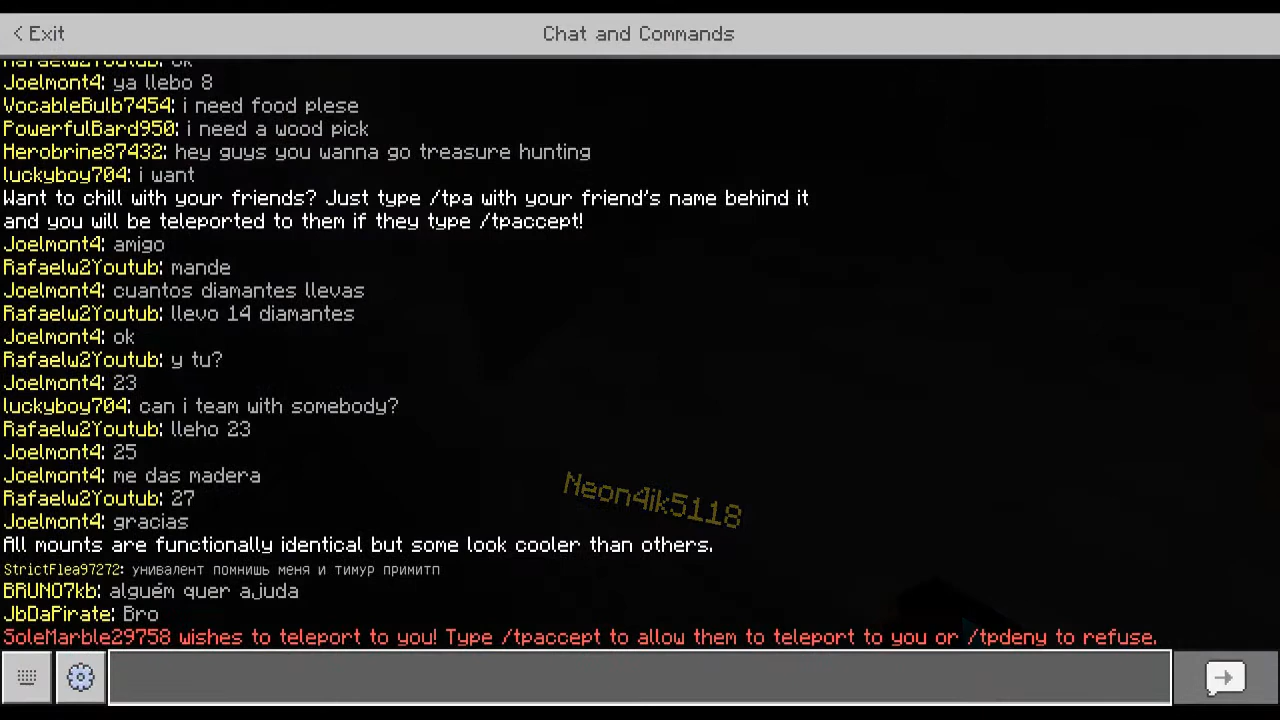 < Exit
Chat and Commands
Rafaelw2Youtub: ok
Joelmont4: ya llebo 8
VocableBulb7454: i need food plese
PowerfulBard950: i need a wood pick
Herobrine87432: hey guys you wanna go treasure hunting
luckyboy704: i want
Want to chill with your friends? Just type /tpa with your friend's name behind it
and you will be teleported to them if they type /tpaccept!
Joelmont4: amigo
Rafaelw2Youtub: mande
Joelmont4: cuantos diamantes llevas
Rafaelw2Youtub: llevo 14 diamantes
Joelmont4: ok
Rafaelw2Youtub: y tu?
Joelmont4: 23
luckyboy704: can i team with somebody?
Rafaelw2Youtub: lleho 23
Joelmont4: 25
Joelmont4: me das madera
Rafaelw2Youtub: 27
Joelmont4: gracias
Neon4ik5118
All mounts are functionally identical but some look cooler than others.
StrictFlea97272: унивалент помнишь меня и тимур примитп
BRUNO7kb: alguém quer ajuda
JbDaPirate: Bro
SoleMarble29758 wishes to teleport to you! Type /tpaccept to allow them to teleport to you or /tpdeny to refuse.